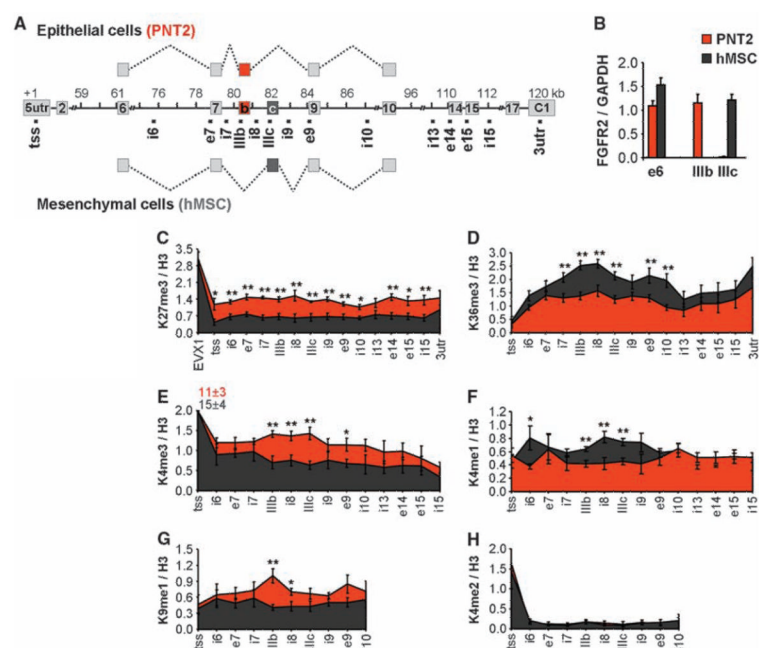 A
Epithelial cells (PNT2)
+1 59 61 76 78 80 82 84 86 96 104 110 115 120 kb
5utr 2 6 7 b c 9 10 14 15 17 C1
tss i6 e7 i7 IIIb i8 IIIc i9 e9 i10 i13 e14 e15 i15 3utr
Mesenchymal cells (hMSC)
B
PNT2
hMSC
FGFR2 / GAPDH
2.0
1.5
1.0
0.5
0.0
e6 IIIb IIIc
C
K27me3 / H3
3.5
2.8
2.1
1.4
0.7
0.0
* ** ** ** ** ** ** ** ** * ** * **
EVX1 tss i6 e7 i7 IIIb i8 IIIc i9 e9 i10 i13 e14 e15 i15 3utr
D
K36me3 / H3
3.0
2.5
2.0
1.5
1.0
0.5
0.0
** ** ** ** ** **
tss i6 e7 i7 IIIb i8 IIIc i9 e9 i10 i13 e14 e15 i15 3utr
E
11±3
15±4
K4me3 / H3
2.0
1.5
1.0
0.5
0.0
** ** ** *
tss i6 e7 i7 IIIb i8 IIIc i9 e9 i10 i13 e14 e15 i15
F
K4me1 / H3
1.2
1.0
0.8
0.6
0.4
0.2
0.0
* ** ** **
tss i6 e7 i7 IIIb i8 IIIc i9 e9 i10 i13 e14 e15 i15
G
K9me1 / H3
1.5
1.2
0.9
0.6
0.3
0.0
** *
tss i6 e7 i7 IIIb i8 IIIc i9 e9 10
H
K4me2 / H3
2.0
1.5
1.0
0.5
0.0
tss i6 e7 i7 IIIb i8 IIIc i9 e9 10